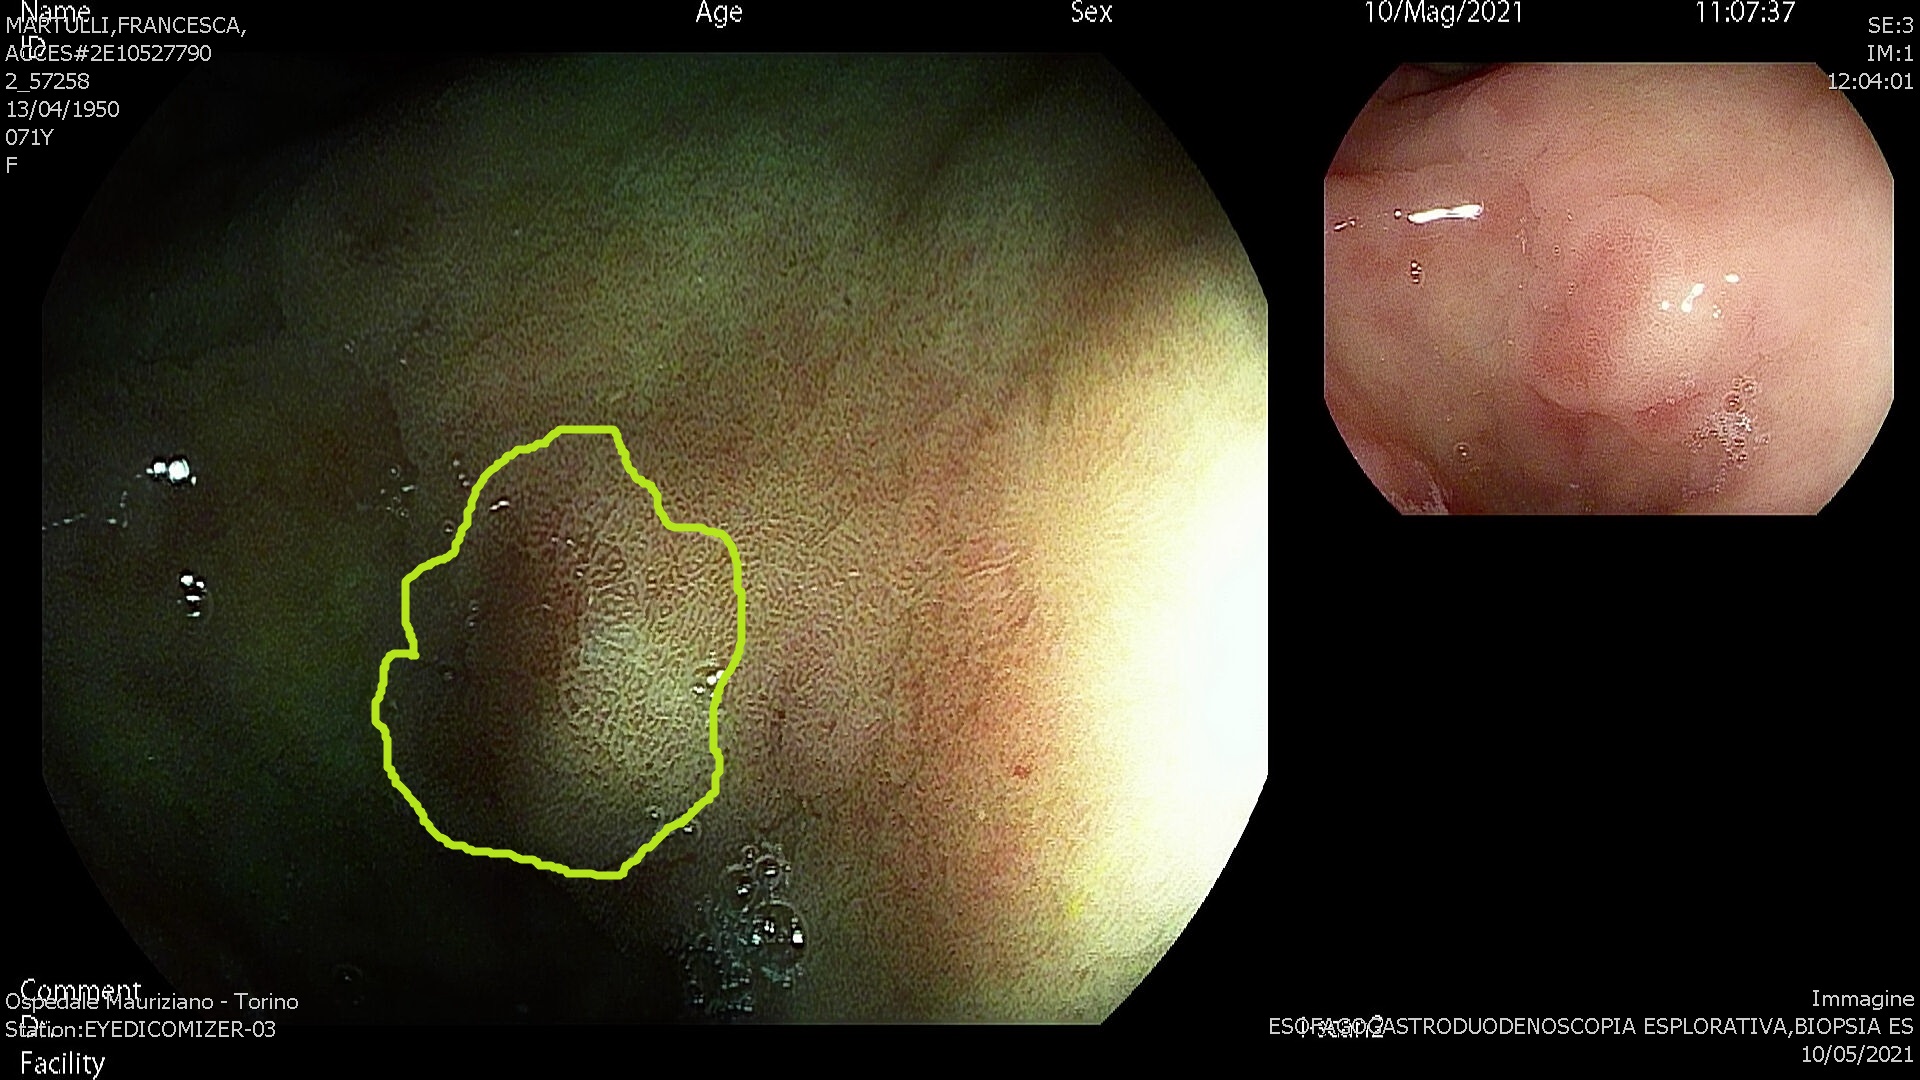 Name Age Sex 10/Mag/2021 11:07:37
MARTULLI,FRANCESCA,
ID
ACCES#2E10527790
2_57258
13/04/1950
071Y
F
SE:3
IM:1
12:04:01
Comment
Ospedale Mauriziano - Torino
Station:EYEDICOMIZER-03
Facility
Immagine
ESOFAGOGASTRODUODENOSCOPIA ESPLORATIVA,BIOPSIA ES
10/05/2021